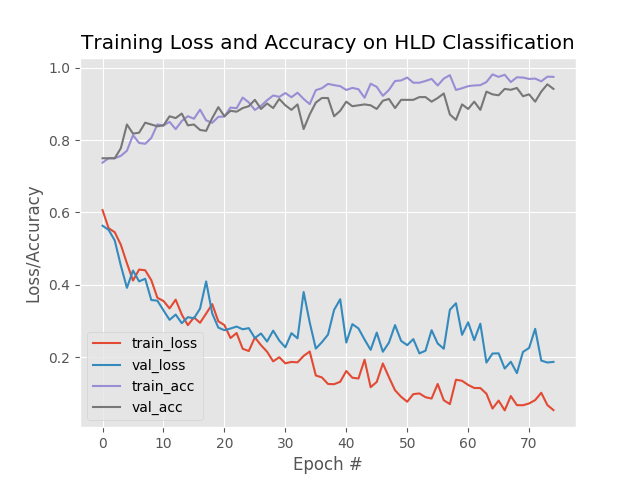 Training Loss and Accuracy on HLD Classification
1.0
0.8
0.6
0.4
0.2
Loss/Accuracy
train_loss
val_loss
train_acc
val_acc
0 10 20 30 40 50 60 70
Epoch #